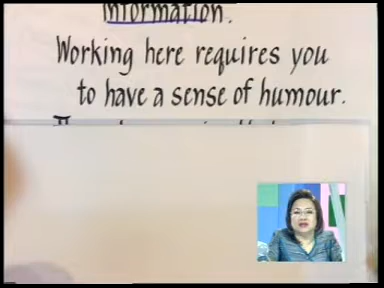 information.
Working here requires you
to have a sense of humour.